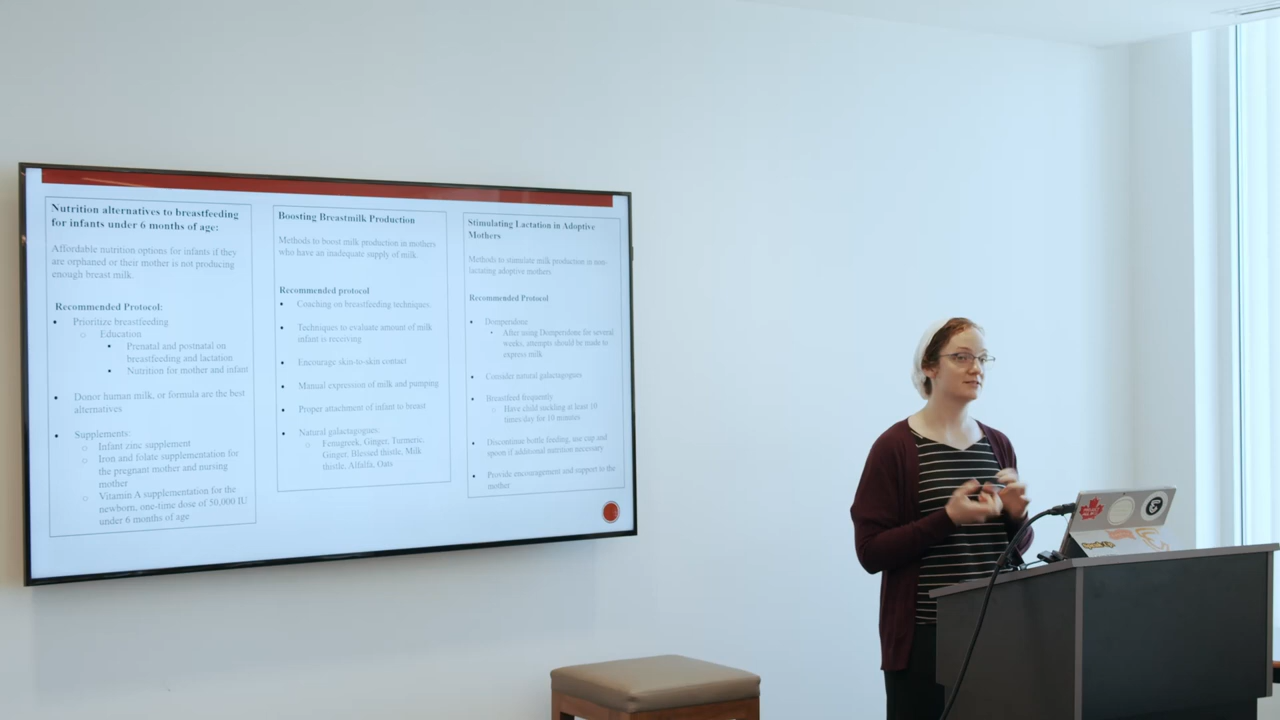 Nutrition alternatives to breastfeeding
for infants under 6 months of age:
Affordable nutrition options for infants if they
are orphaned or their mother is not producing
enough breast milk.
Recommended Protocol:
Prioritize breastfeeding
Education
Prenatal and postnatal on
breastfeeding and lactation
Nutrition for mother and infant
Donor human milk, or formula are the best
alternatives
Supplements:
Infant zinc supplement
Iron and folate supplementation for
the pregnant mother and nursing
mother
Vitamin A supplementation for the
newborn, one-time dose of 50,000 IU
under 6 months of age
Boosting Breastmilk Production
Methods to boost milk production in mothers
who have an inadequate supply of milk.
Recommended protocol
Coaching on breastfeeding techniques.
Techniques to evaluate amount of milk
infant is receiving
Encourage skin-to-skin contact
Manual expression of milk and pumping
Proper attachment of infant to breast
Natural galactogogues
Fenugreek, Ginger, Turmeric,
Ginger, Blessed thistle, Milk
thistle, Alfalfa, Oats
Stimulating Lactation in Adoptive
Mothers
Methods to stimulate milk production in non-
lactating adoptive mothers
Recommended Protocol
Domperidone
After using Domperidone for several
weeks, attempts should be made to
express milk
Consider natural galactagogues
Breastfeed frequently
Have child suckling at least 10
times/day for 10 minutes
Discontinue bottle feeding, use cup and
spoon if additional nutrition necessary
Provide encouragement and support to the
mother